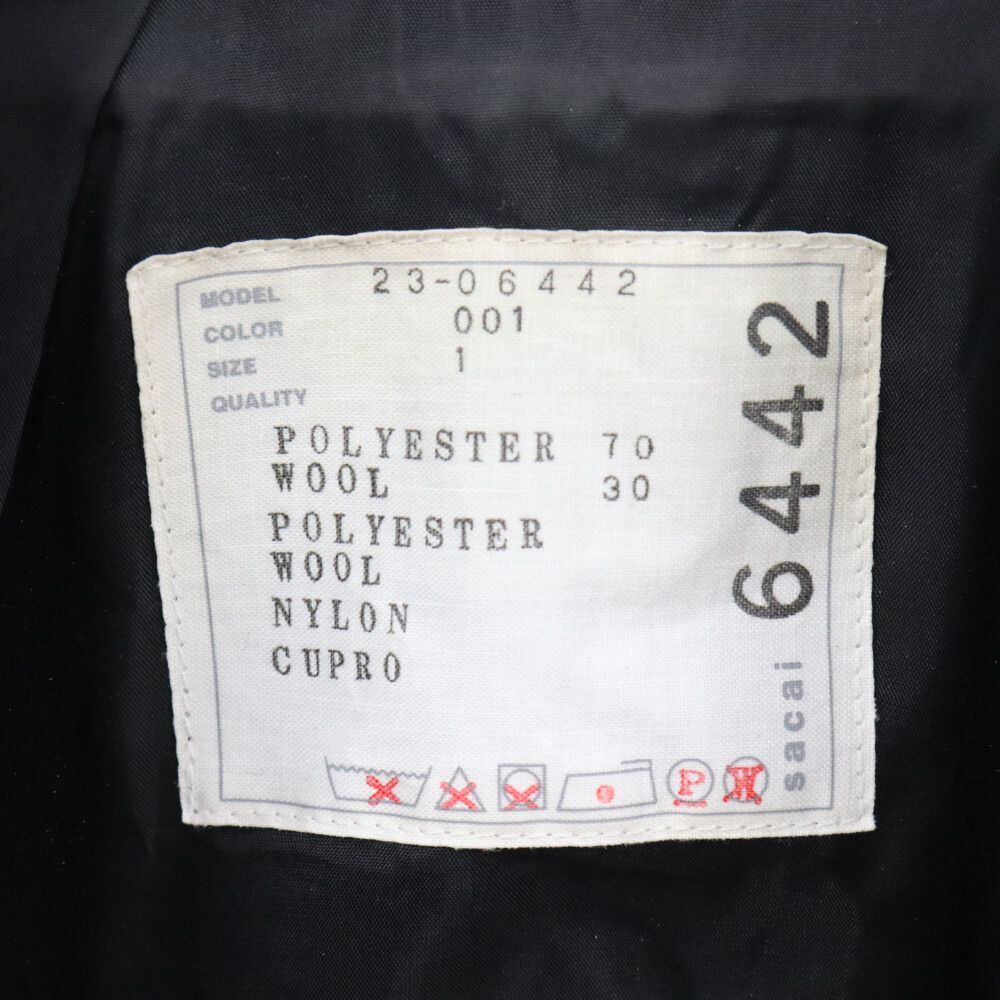 MODEL 23-06442
COLOR 001
SIZE 1
QUALITY
POLYESTER 70
WOOL 30
POLYESTER
WOOL
NYLON
CUPRO
P W
sacai 6442